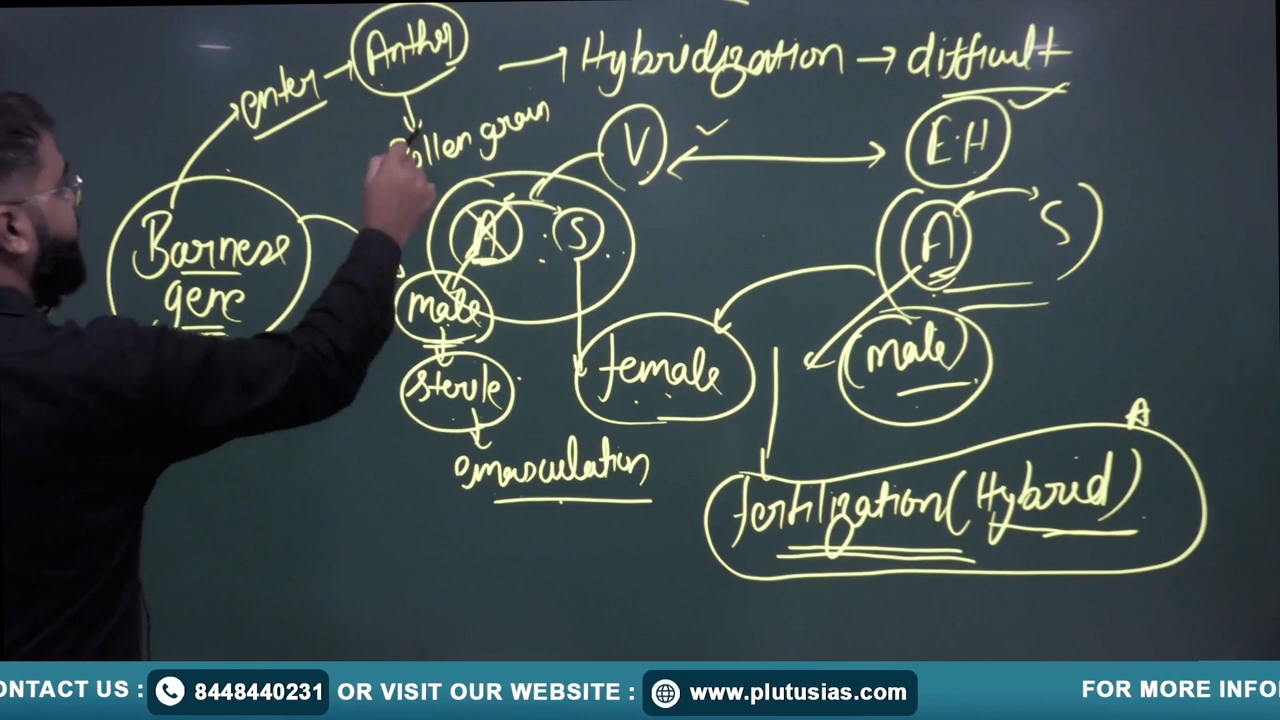 enter → Anther → Hybridization → difficult
Pollen grain
V ↔ E.H
Barnese
gene
A S
A S
male
sterile
emasculation
female
male
A
fertilization (Hybrid)
ONTACT US : 8448440231 OR VISIT OUR WEBSITE : www.plutusias.com FOR MORE INFO